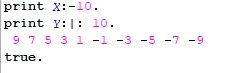 print X:-10.
print Y:|: 10.
9 7 5 3 1 -1 -3 -5 -7 -9
true.